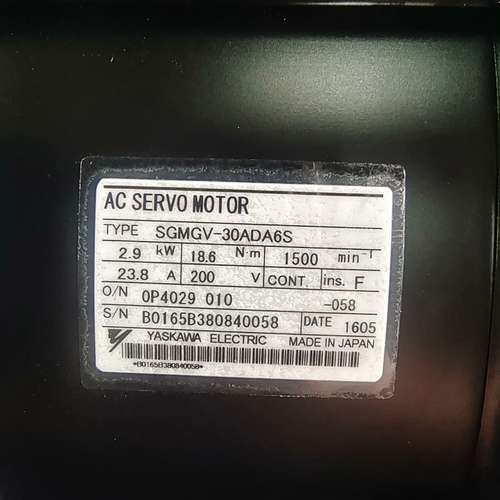 AC SERVO MOTOR
TYPE SGMGV-30ADA6S
2.9 kW 18.6 N·m 1500 min-1
23.8 A 200 V CONT. ins. F
O/N 0P4029 010 -058
S/N B0165B380840058 DATE 1605
YASKAWA ELECTRIC MADE IN JAPAN
*B0165B380840058*